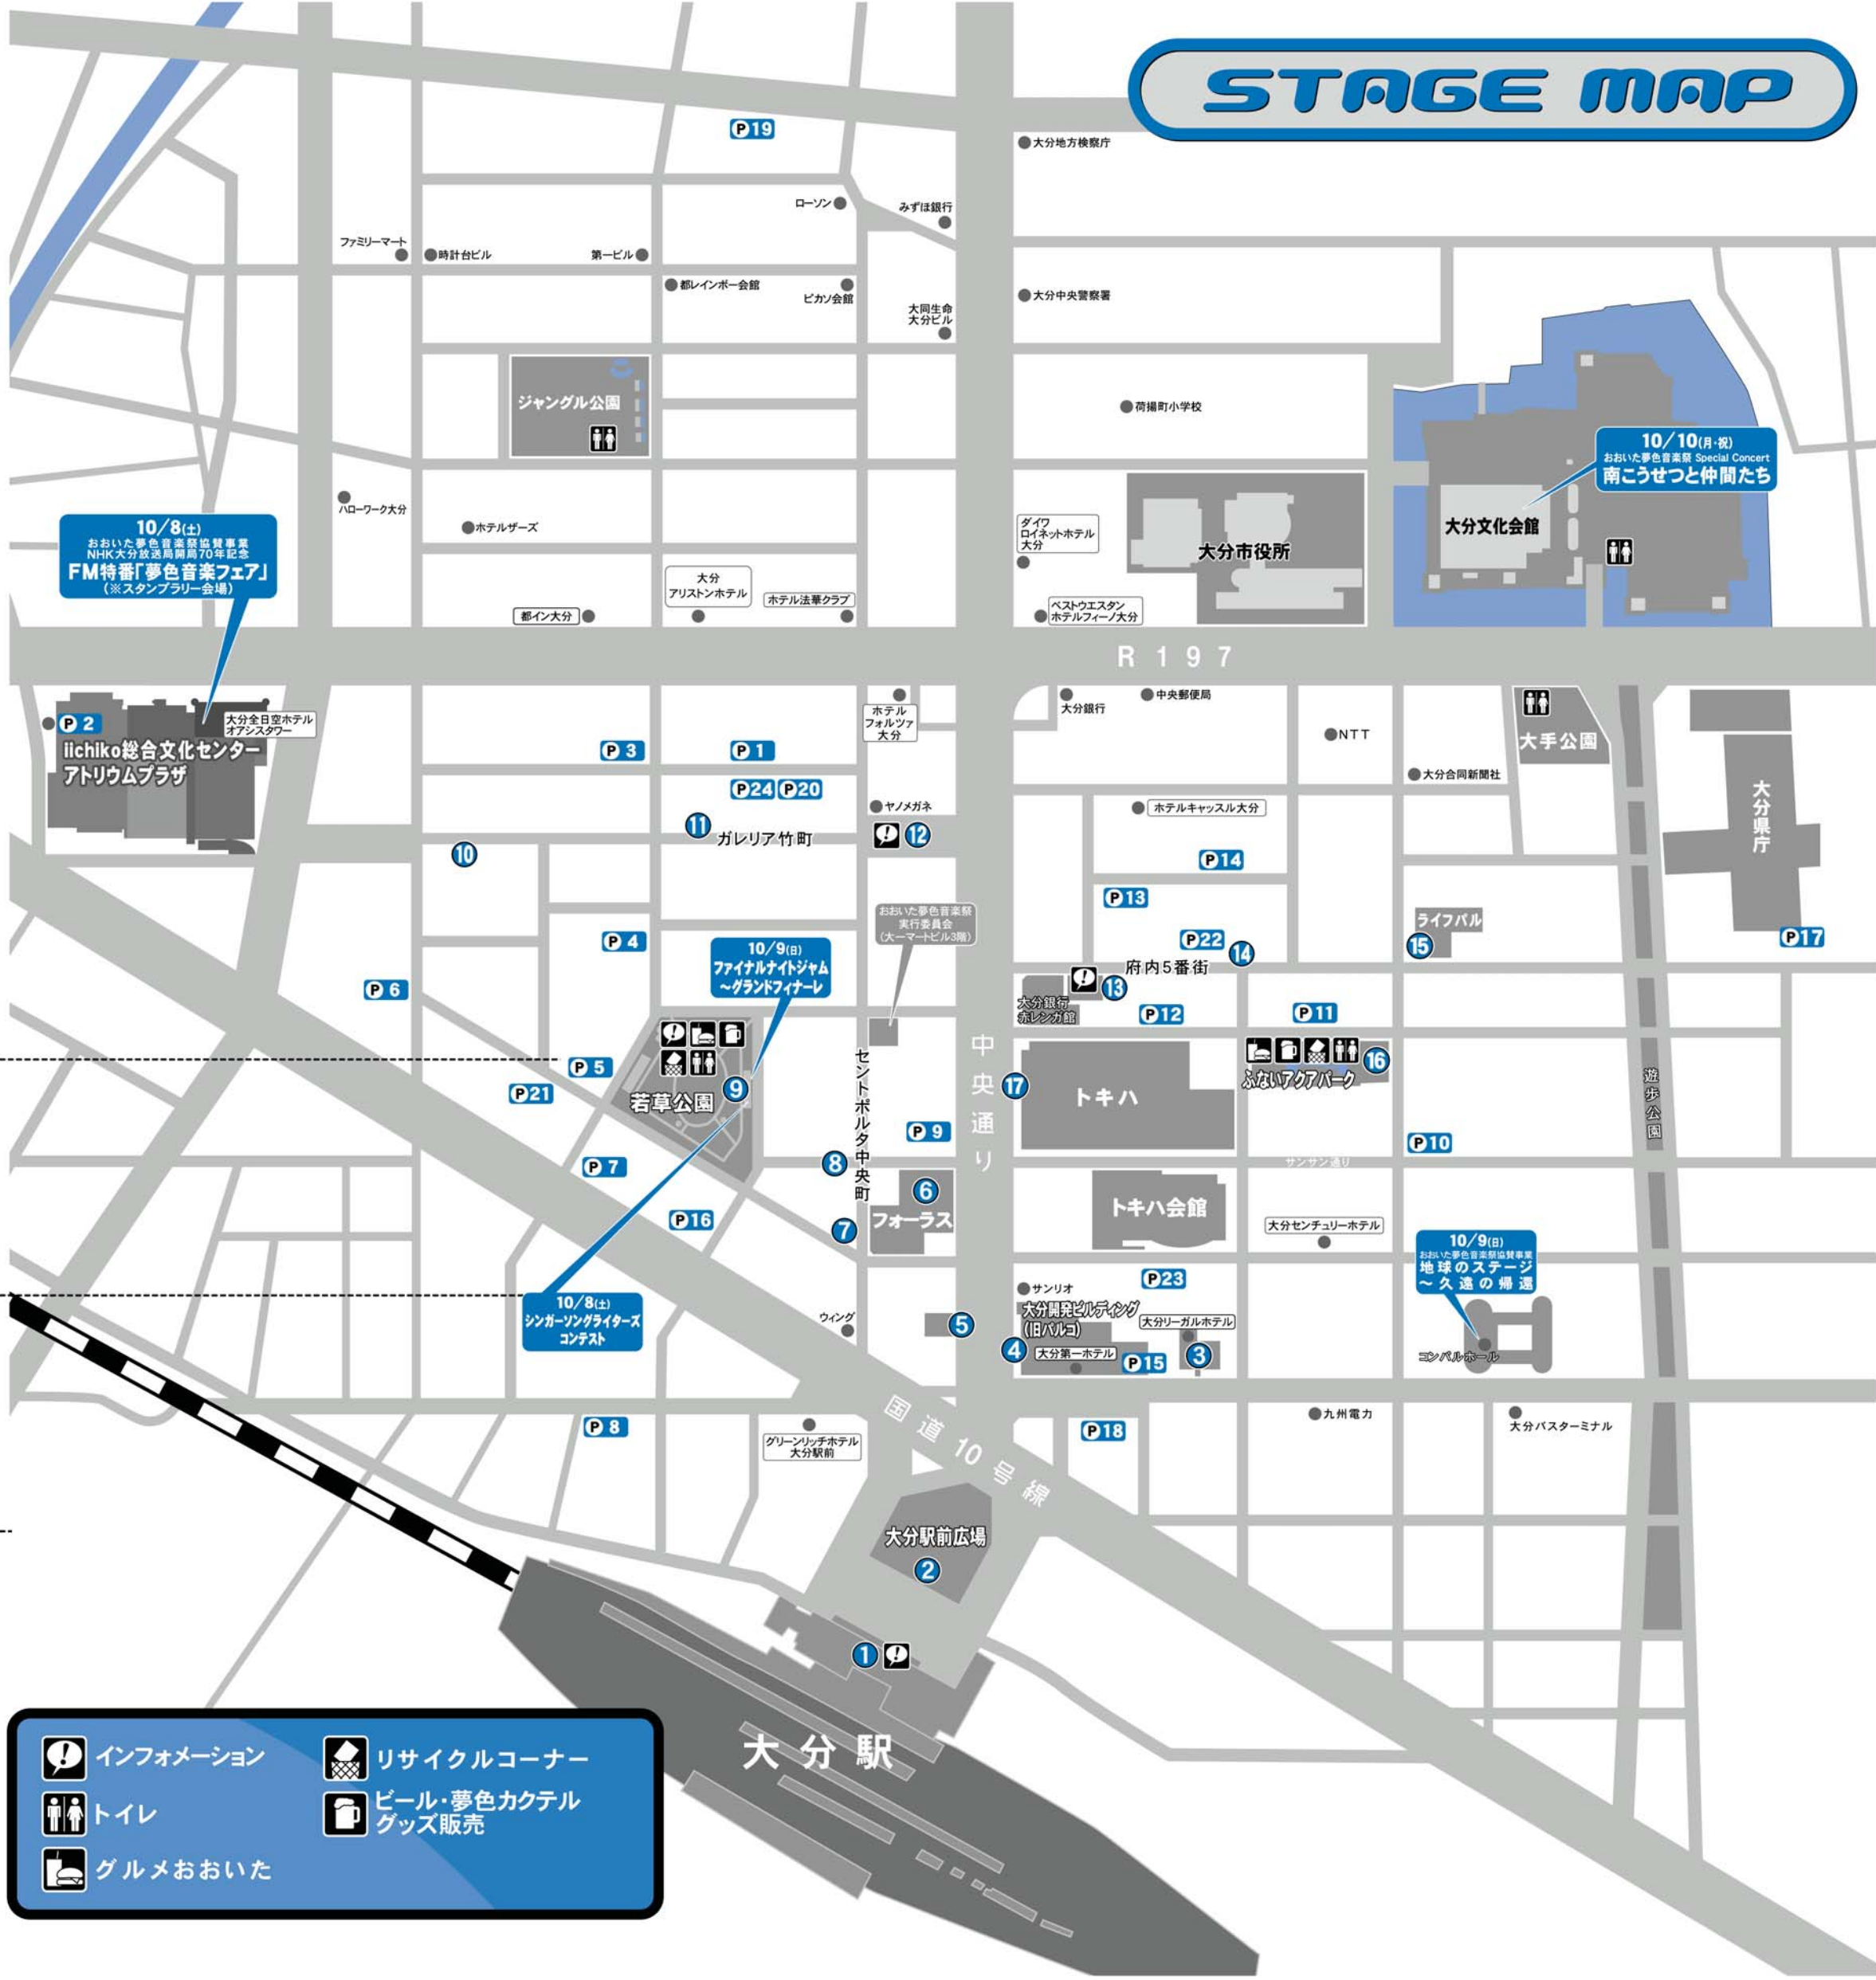 STAGE MAP
P19
大分地方検察庁
ローソン
みずほ銀行
ファミリーマート
時計台ビル
第一ビル
都レインボー会館
ピカソ会館
大分中央警察署
大同生命
大分ビル
ジャングル公園
荷揚町小学校
10/10(月・祝)
おおいた夢色音楽祭 Special Concert
南こうせつと仲間たち
ハローワーク大分
ホテルザーズ
10/8(土)
おおいた夢色音楽祭協賛事業
NHK大分放送局開局70年記念
FM特番「夢色音楽フェア」
(※スタンプラリー会場)
ダイワ
ロイネットホテル
大分
大分市役所
大分文化会館
大分
アリストンホテル
ホテル法華クラブ
都イン大分
ベストウエスタン
ホテルフィーノ大分
R197
P2
大分全日空ホテル
オアシスタワー
iichiko総合文化センター
アトリウムプラザ
ホテル
フォルツァ
大分
大分銀行
中央郵便局
NTT
大手公園
P3
P1
P24
P20
大分合同新聞社
ヤノメガネ
ホテルキャッスル大分
大分県庁
11
ガレリア竹町
12
10
P14
P13
おおいた夢色音楽祭
実行委員会
(大一マートビル3階)
ライフパル
15
P17
P4
P22
14
府内5番街
10/9(日)
ファイナルナイトジャム
～グランドフィナーレ
P6
13
大分銀行
赤レンガ館
P12
P11
中央通り
セントポルタ中央町
P5
P21
9
若草公園
17
トキハ
16
ふないアクアパーク
遊歩公園
P9
P10
P7
8
サンサン通り
6
フォーラス
7
P16
トキハ会館
大分センチュリーホテル
10/9(日)
おおいた夢色音楽祭協賛事業
地球のステージ
～久遠の帰還
コンパルホール
P23
サンリオ
大分開発ビルディング
(旧パルコ)
大分リーガルホテル
10/8(土)
シンガーソングライターズ
コンテスト
ウィング
5
4
大分第一ホテル
P15
3
P8
グリーンリッチホテル
大分駅前
国道10号線
P18
九州電力
大分バスターミナル
大分駅前広場
2
1
大分駅
インフォメーション
リサイクルコーナー
トイレ
ビール・夢色カクテル
グッズ販売
グルメおおいた